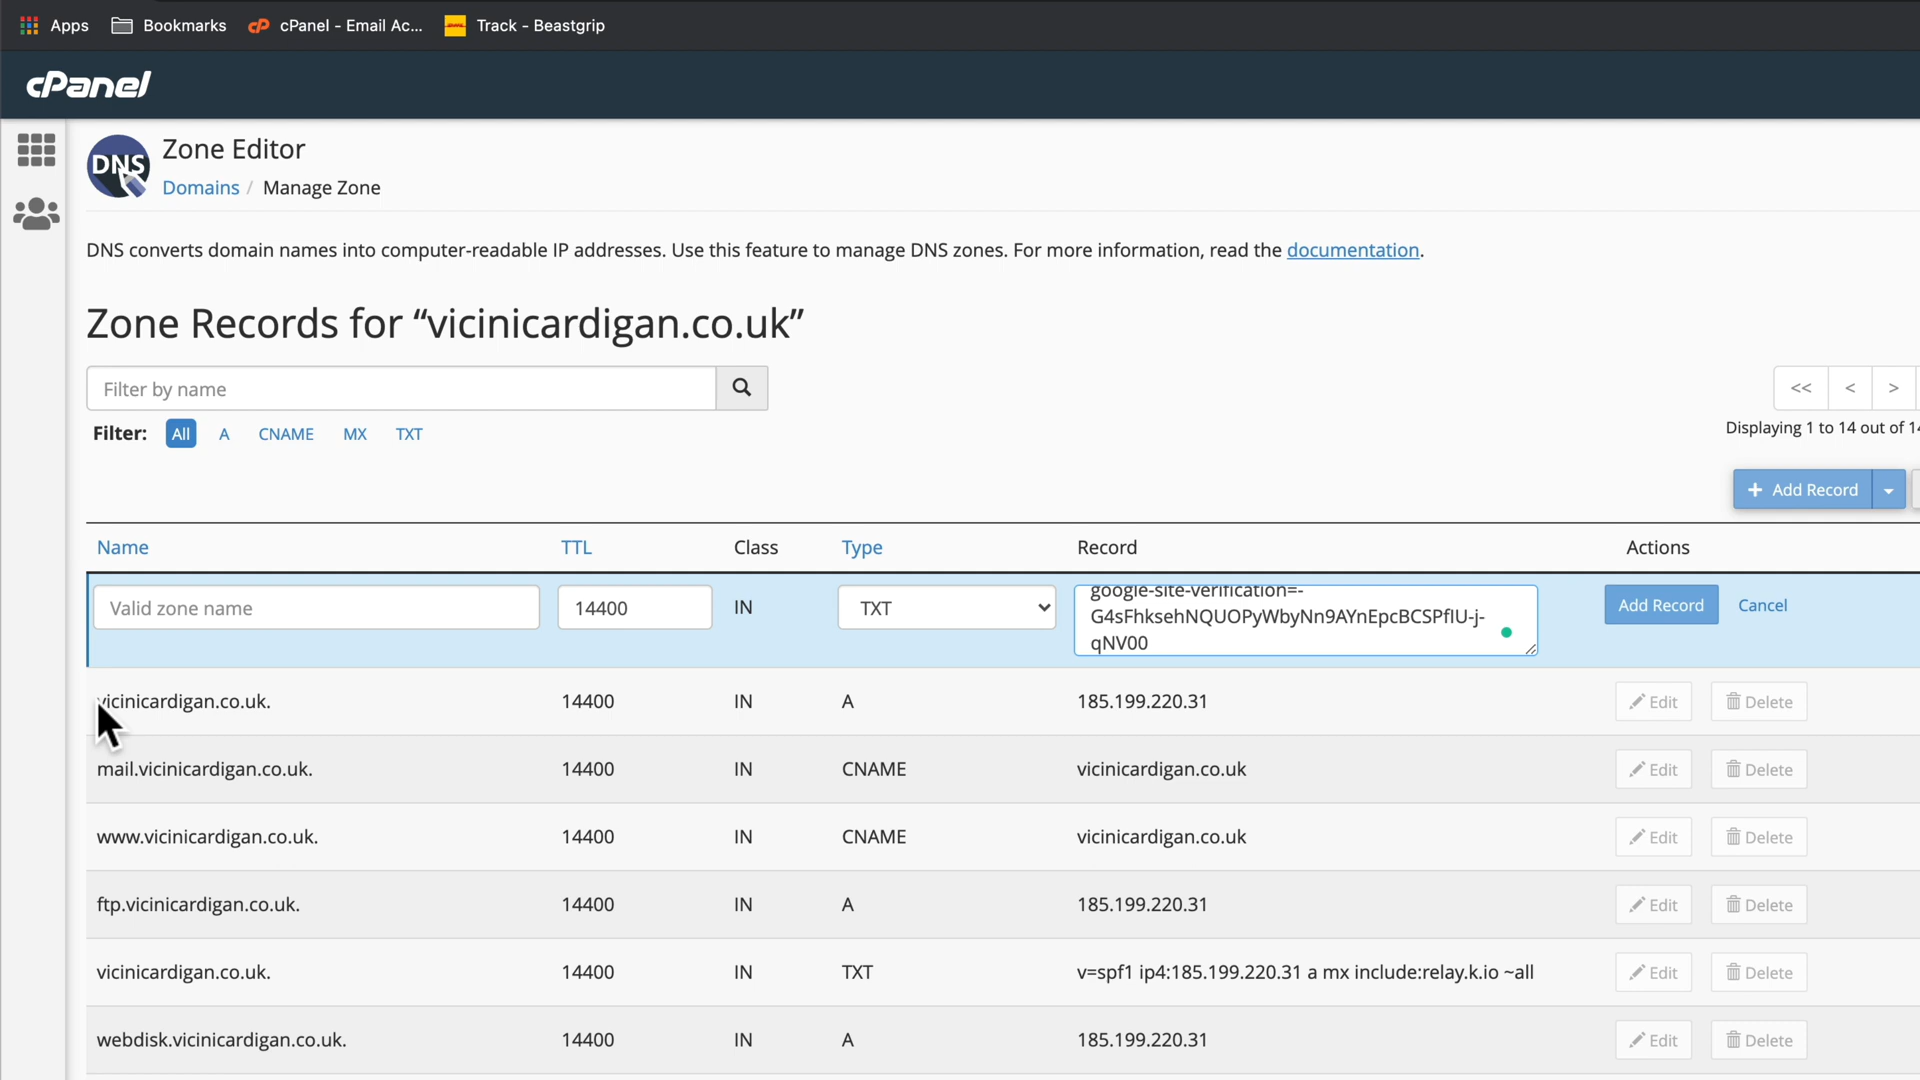 Apps Bookmarks cPanel - Email Ac... Track - Beastgrip
cPanel
DNS
Zone Editor
Domains / Manage Zone
DNS converts domain names into computer-readable IP addresses. Use this feature to manage DNS zones. For more information, read the documentation.
Zone Records for “vicinicardigan.co.uk”
Filter by name
<< < >
Filter: All A CNAME MX TXT
Displaying 1 to 14 out of 14
+ Add Record
Name TTL Class Type Record Actions
Valid zone name 14400 IN TXT
google-site-verification=-
G4sFhksehNQUOPyWbyNn9AYnEpcBCSPfIU-j-
qNV00
Add Record Cancel
vicinicardigan.co.uk. 14400 IN A 185.199.220.31 Edit Delete
mail.vicinicardigan.co.uk. 14400 IN CNAME vicinicardigan.co.uk Edit Delete
www.vicinicardigan.co.uk. 14400 IN CNAME vicinicardigan.co.uk Edit Delete
ftp.vicinicardigan.co.uk. 14400 IN A 185.199.220.31 Edit Delete
vicinicardigan.co.uk. 14400 IN TXT v=spf1 ip4:185.199.220.31 a mx include:relay.k.io ~all Edit Delete
webdisk.vicinicardigan.co.uk. 14400 IN A 185.199.220.31 Edit Delete